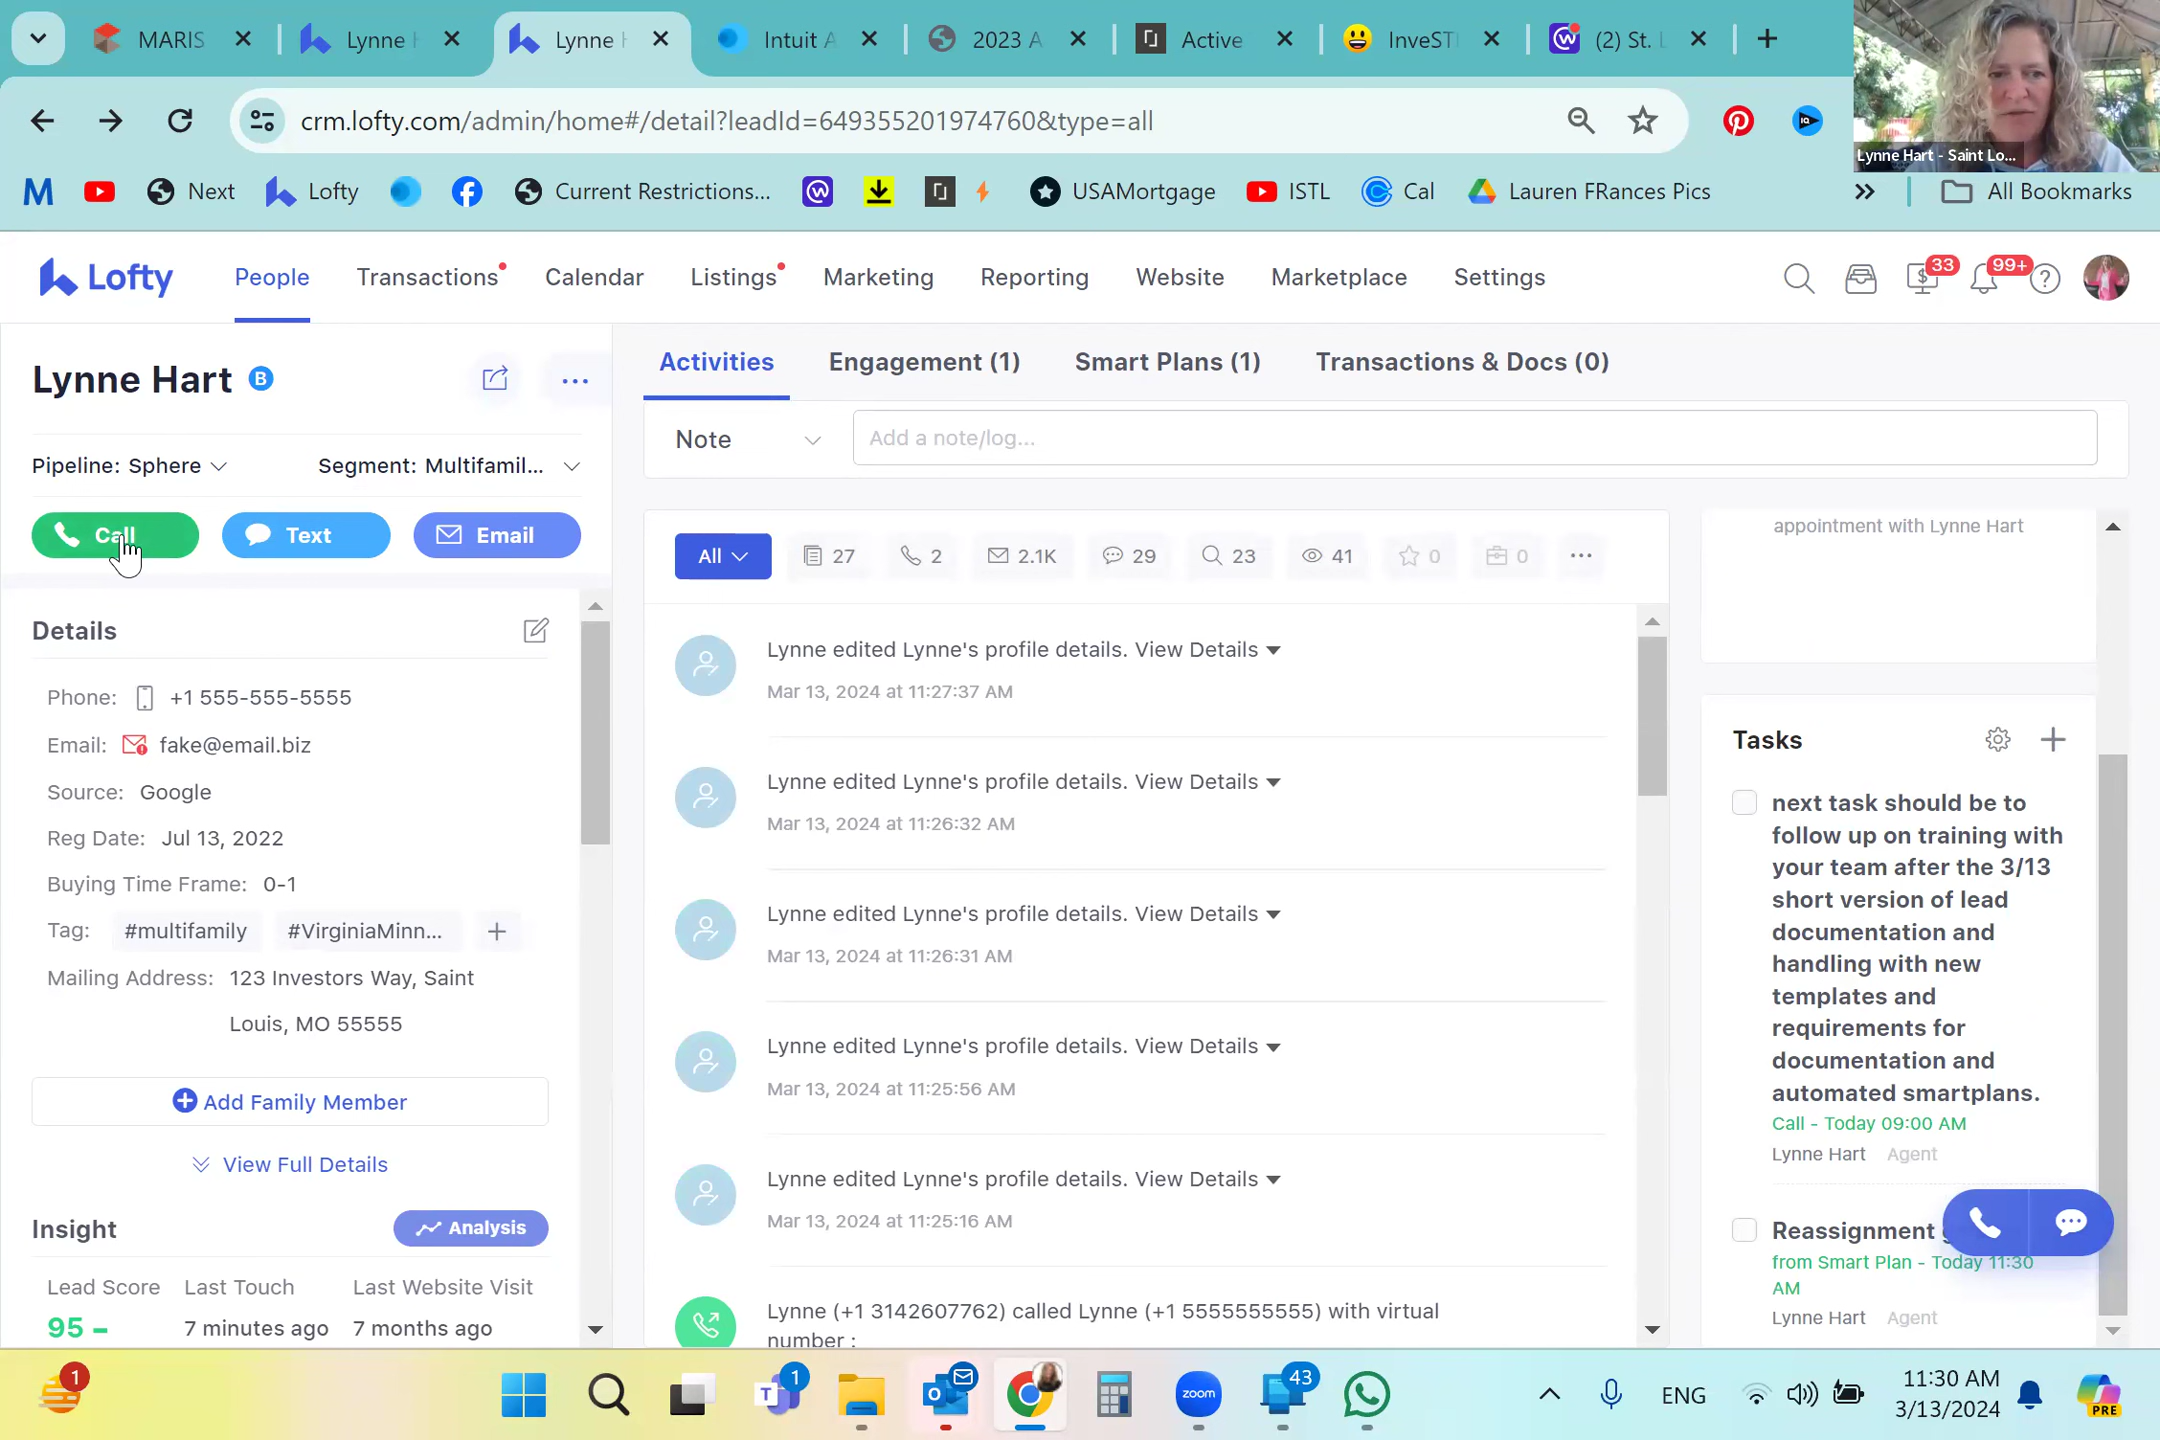 MARIS
Lynne
Lynne
Intuit
2023
Active
InveST
(2) St.
crm.lofty.com/admin/home#/detail?leadId=649355201974760&type=all
Lynne Hart - Saint Lo...
M
Next
Lofty
Current Restrictions...
USAMortgage
ISTL
Cal
Lauren FRances Pics
All Bookmarks
Lofty
People
Transactions
Calendar
Listings
Marketing
Reporting
Website
Marketplace
Settings
33
99+
Lynne Hart B
Pipeline: Sphere
Segment: Multifamil...
Call
Text
Email
Details
Phone: +1 555-555-5555
Email: fake@email.biz
Source: Google
Reg Date: Jul 13, 2022
Buying Time Frame: 0-1
Tag: #multifamily #VirginiaMinn...
Mailing Address: 123 Investors Way, Saint
Louis, MO 55555
Add Family Member
View Full Details
Insight
Analysis
Lead Score Last Touch Last Website Visit
95 – 7 minutes ago 7 months ago
Activities
Engagement (1)
Smart Plans (1)
Transactions & Docs (0)
Note
Add a note/log...
All
27
2
2.1K
29
23
41
0
0
Lynne edited Lynne's profile details. View Details
Mar 13, 2024 at 11:27:37 AM
Lynne edited Lynne's profile details. View Details
Mar 13, 2024 at 11:26:32 AM
Lynne edited Lynne's profile details. View Details
Mar 13, 2024 at 11:26:31 AM
Lynne edited Lynne's profile details. View Details
Mar 13, 2024 at 11:25:56 AM
Lynne edited Lynne's profile details. View Details
Mar 13, 2024 at 11:25:16 AM
Lynne (+1 3142607762) called Lynne (+1 5555555555) with virtual
number :
appointment with Lynne Hart
Tasks
next task should be to
follow up on training with
your team after the 3/13
short version of lead
documentation and
handling with new
templates and
requirements for
documentation and
automated smartplans.
Call - Today 09:00 AM
Lynne Hart Agent
Reassignment
from Smart Plan - Today 11:30
AM
Lynne Hart Agent
1
1
zoom
43
ENG
11:30 AM
3/13/2024
PRE